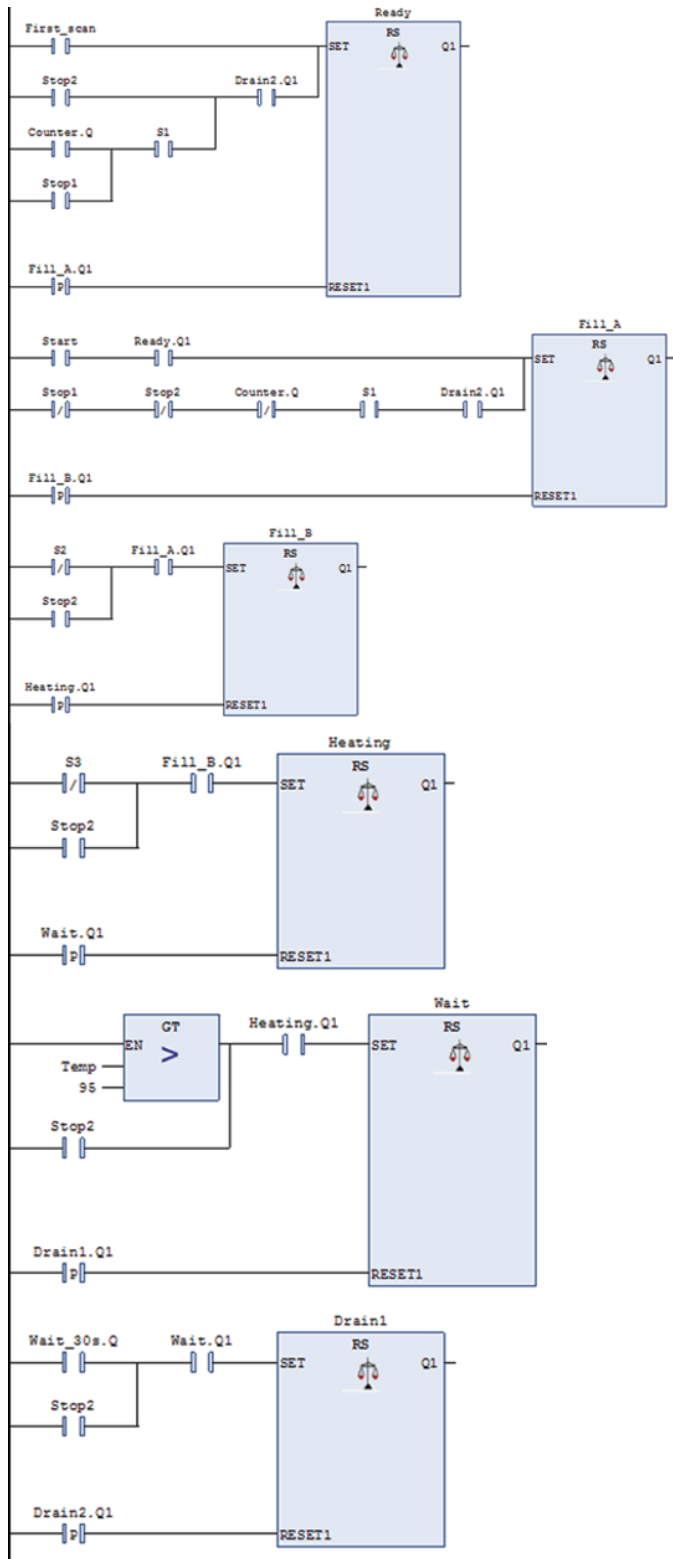 Ready
First_scan
RS
SET
Q1
Stop2
Drain2.Q1
Counter.Q
S1
Stop1
Fill_A.Q1
P
RESET1
Fill_A
Start
Ready.Q1
RS
SET
Q1
Stop1
Stop2
Counter.Q
S1
Drain2.Q1
/
/
/
Fill_B.Q1
P
RESET1
Fill_B
S2
Fill_A.Q1
RS
/
SET
Q1
Stop2
Heating.Q1
P
RESET1
Heating
S3
Fill_B.Q1
RS
/
SET
Q1
Stop2
Wait.Q1
P
RESET1
Wait
GT
Heating.Q1
RS
EN
>
SET
Q1
Temp
95
Stop2
Drain1.Q1
P
RESET1
Drain1
Wait_30s.Q
Wait.Q1
RS
SET
Q1
Stop2
Drain2.Q1
P
RESET1